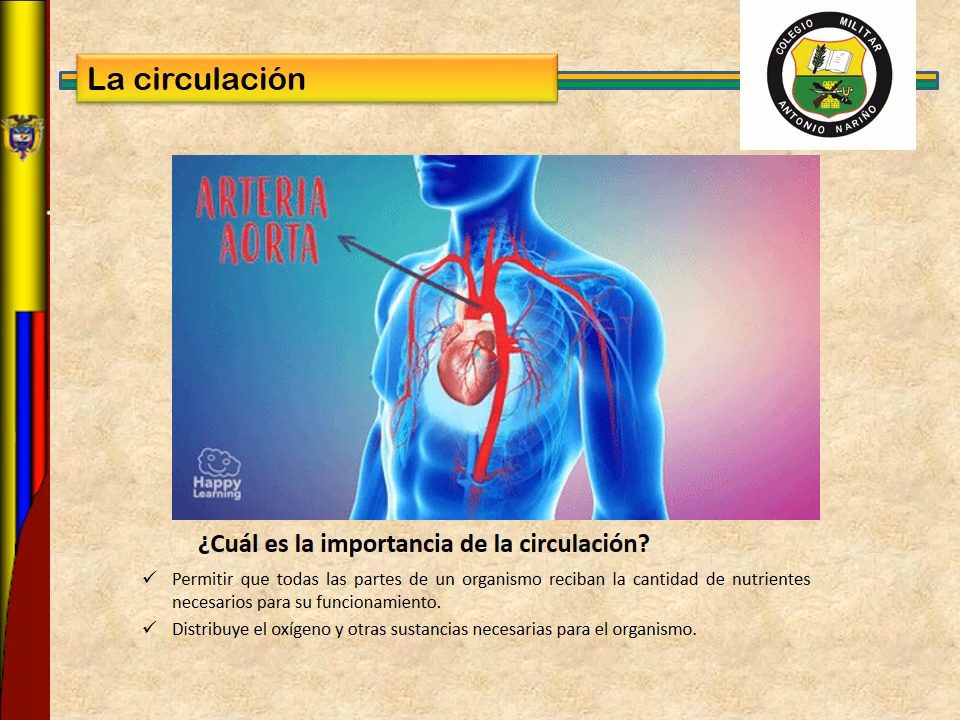 La circulación
COLEGIO MILITAR
ANTONIO NARIÑO
ARTERIA
AORTA
Happy
Learning
¿Cuál es la importancia de la circulación?
✓ Permitir que todas las partes de un organismo reciban la cantidad de nutrientes
necesarios para su funcionamiento.
✓ Distribuye el oxígeno y otras sustancias necesarias para el organismo.